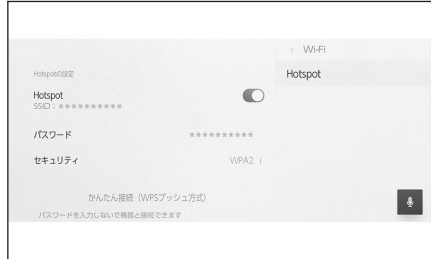 Wi-Fi
Hotspot
Hotspotの設定
Hotspot
SSID:**********
パスワード **********
セキュリティ WPA2
かんたん接続(WPSプッシュ方式)
パスワードを入力しないで機器と接続できます